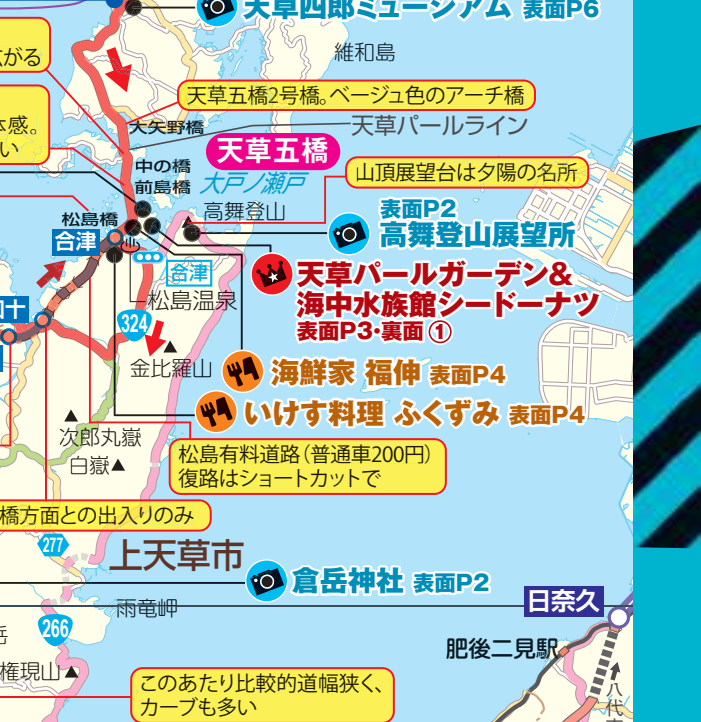 天草四郎ミュージアム 表面P6
がる
維和島
天草五橋2号橋。ベージュ色のアーチ橋
体感。
い
大矢野橋
天草パールライン
天草五橋
中の橋
前島橋
大戸ノ瀬戸
山頂展望台は夕陽の名所
高舞登山
松島橋
合津
表面P2
高舞登山展望所
合津
天草パールガーデン&
海中水族館シードーナツ
表面P3・裏面①
松島温泉
324
金比羅山
海鮮家 福伸 表面P4
いけす料理 ふくずみ 表面P4
次郎丸嶽
白嶽
松島有料道路(普通車200円)
復路はショートカットで
橋方面との出入りのみ
277
上天草市
倉岳神社 表面P2
雨竜岬
日奈久
266
岳
肥後二見駅
権現山
このあたり比較的道幅狭く、
カーブも多い
八代